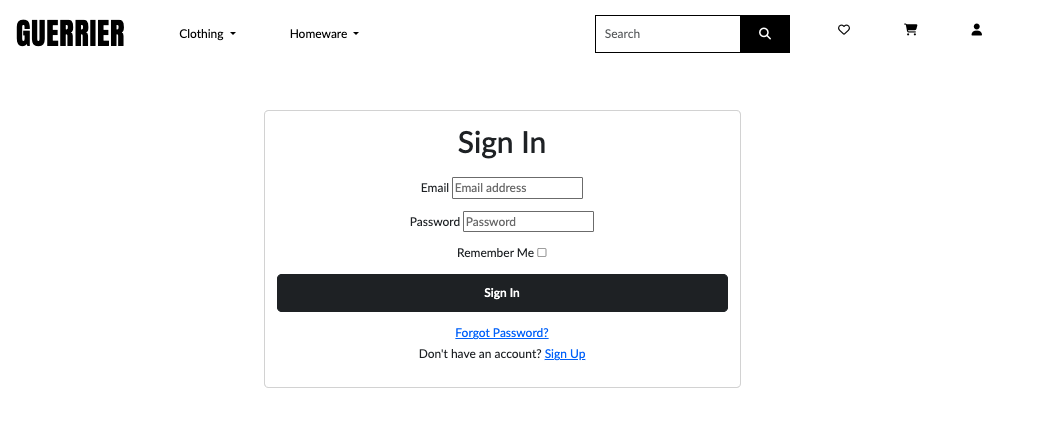 GUERRIER
Clothing
Homeware
Search
Sign In
Email Email address
Password Password
Remember Me
Sign In
Forgot Password?
Don't have an account? Sign Up